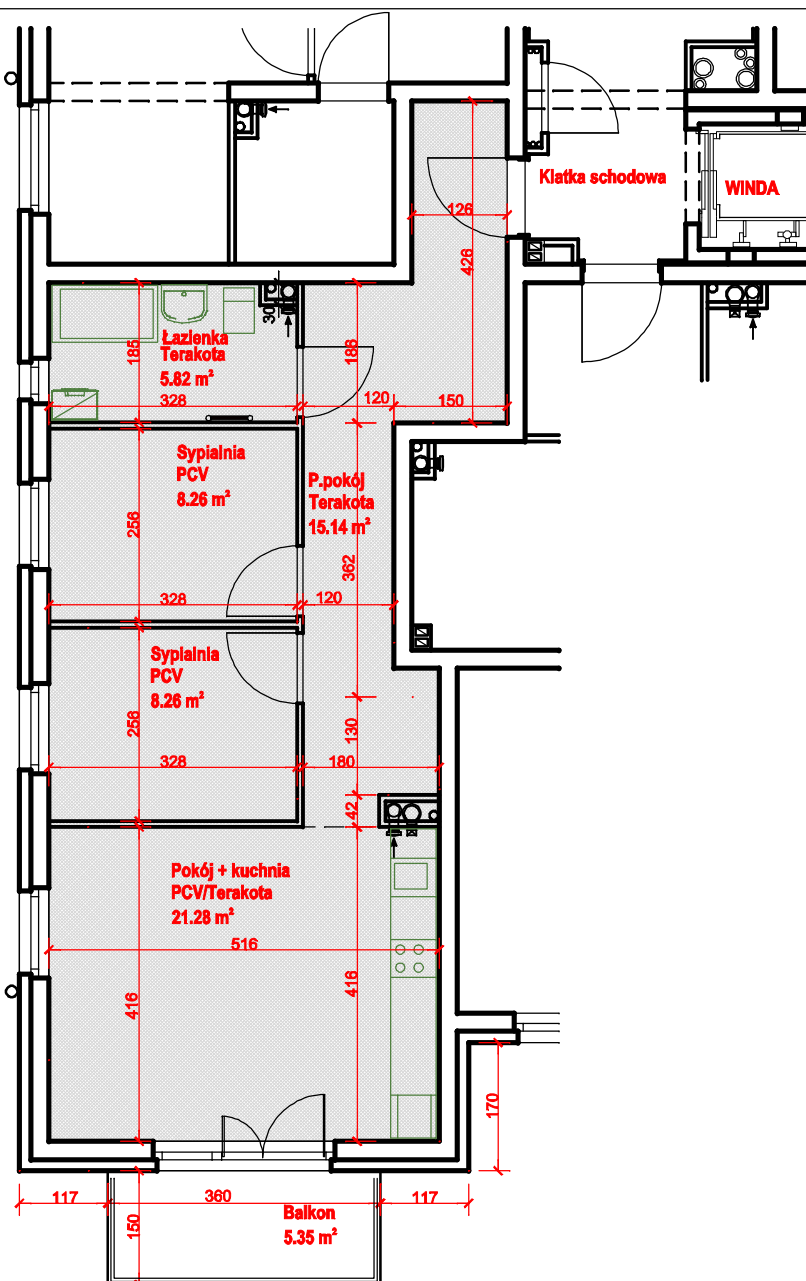 Klatka schodowa
WINDA
126
426
30
Łazienka
Terakota
5.82 m²
185
188
328
120
150
Sypialnia
PCV
8.26 m²
P.pokój
Terakota
15.14 m²
256
362
328
120
Sypialnia
PCV
8.26 m²
256
130
328
180
42
Pokój + kuchnia
PCV/Terakota
21.28 m²
516
416
416
170
117
360
117
150
Balkon
5.35 m²